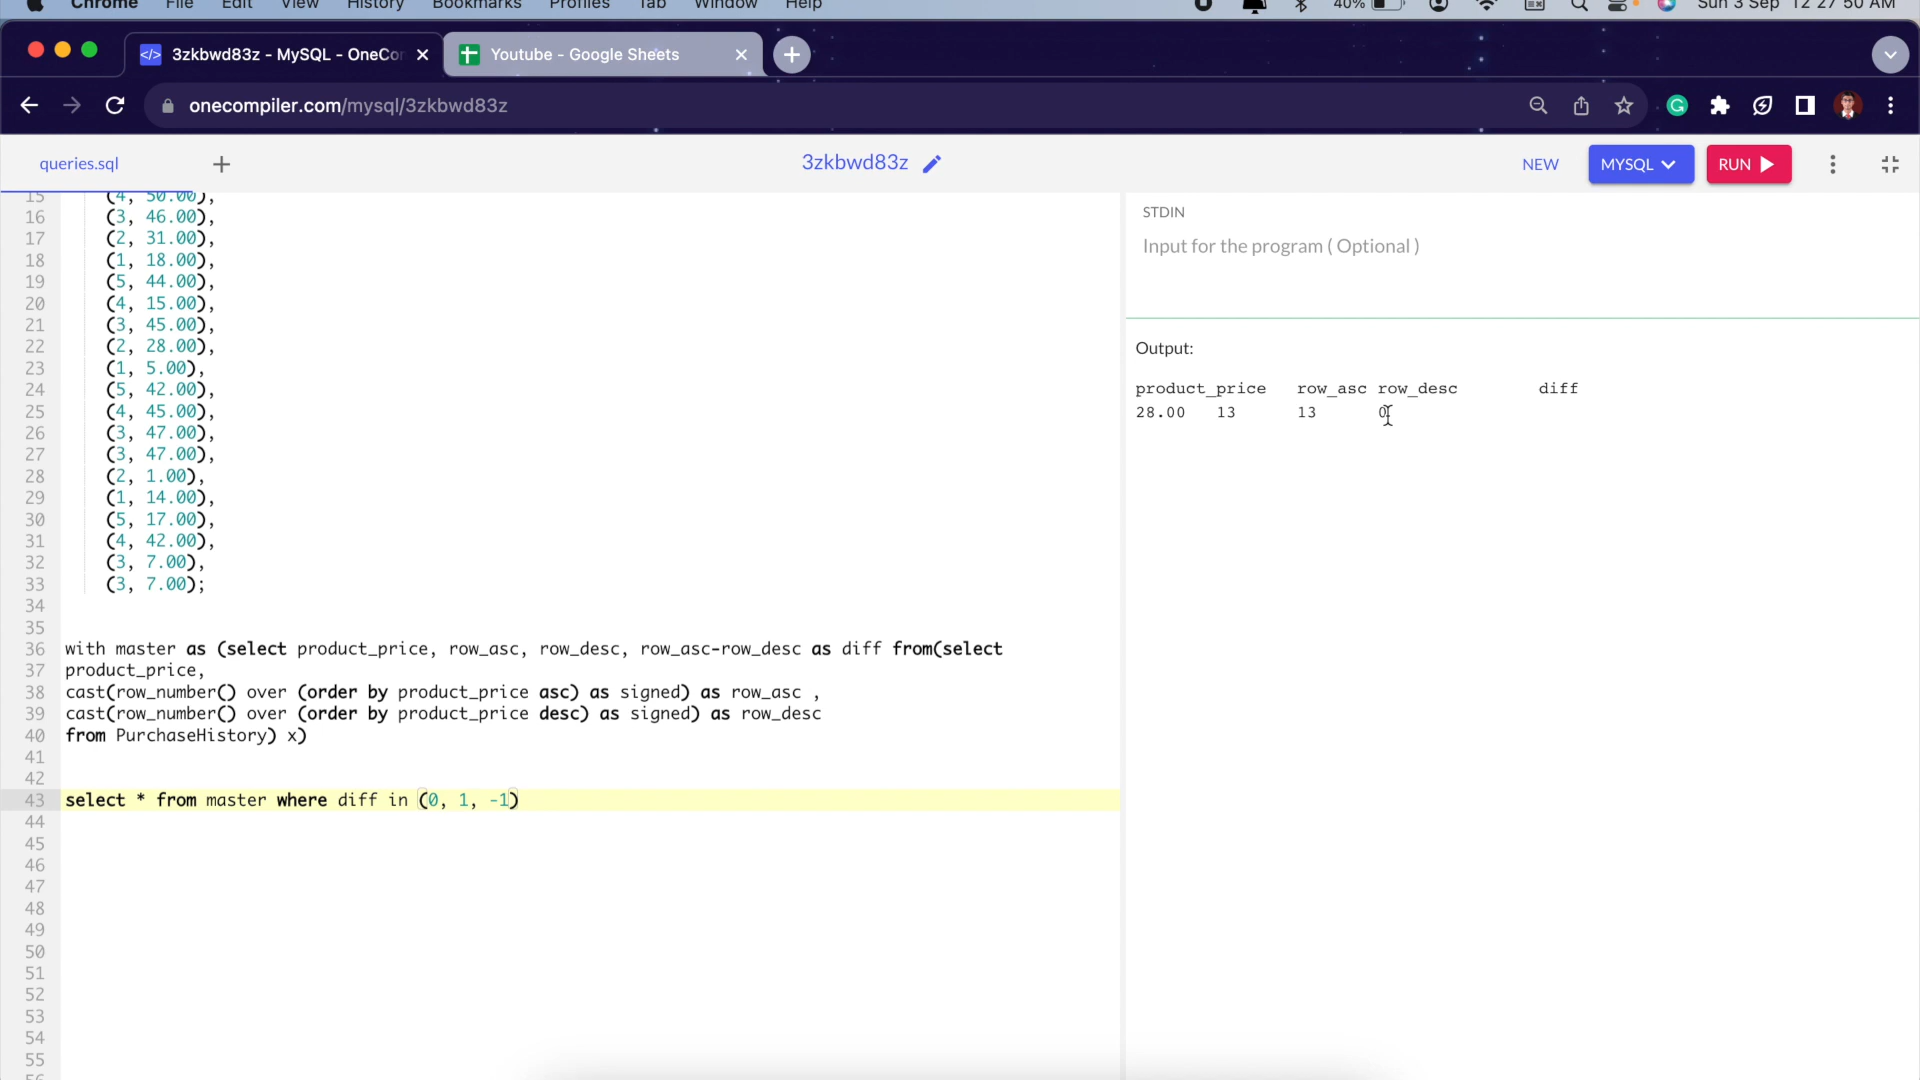 Chrome File Edit View History Bookmarks Profiles Tab Window Help 40% Sun 3 Sep 12 27 50 AM
3zkbwd83z - MySQL - OneCo Youtube - Google Sheets
onecompiler.com/mysql/3zkbwd83z
queries.sql + 3zkbwd83z NEW MYSQL RUN
STDIN
Input for the program ( Optional )
Output:
product_price row_asc row_desc diff
28.00 13 13 0
15 (4, 50.00),
16 (3, 46.00),
17 (2, 31.00),
18 (1, 18.00),
19 (5, 44.00),
20 (4, 15.00),
21 (3, 45.00),
22 (2, 28.00),
23 (1, 5.00),
24 (5, 42.00),
25 (4, 45.00),
26 (3, 47.00),
27 (3, 47.00),
28 (2, 1.00),
29 (1, 14.00),
30 (5, 17.00),
31 (4, 42.00),
32 (3, 7.00),
33 (3, 7.00);
34
35
36 with master as (select product_price, row_asc, row_desc, row_asc-row_desc as diff from(select
37 product_price,
38 cast(row_number() over (order by product_price asc) as signed) as row_asc ,
39 cast(row_number() over (order by product_price desc) as signed) as row_desc
40 from PurchaseHistory) x)
41
42
43 select * from master where diff in (0, 1, -1)
44
45
46
47
48
49
50
51
52
53
54
55
56